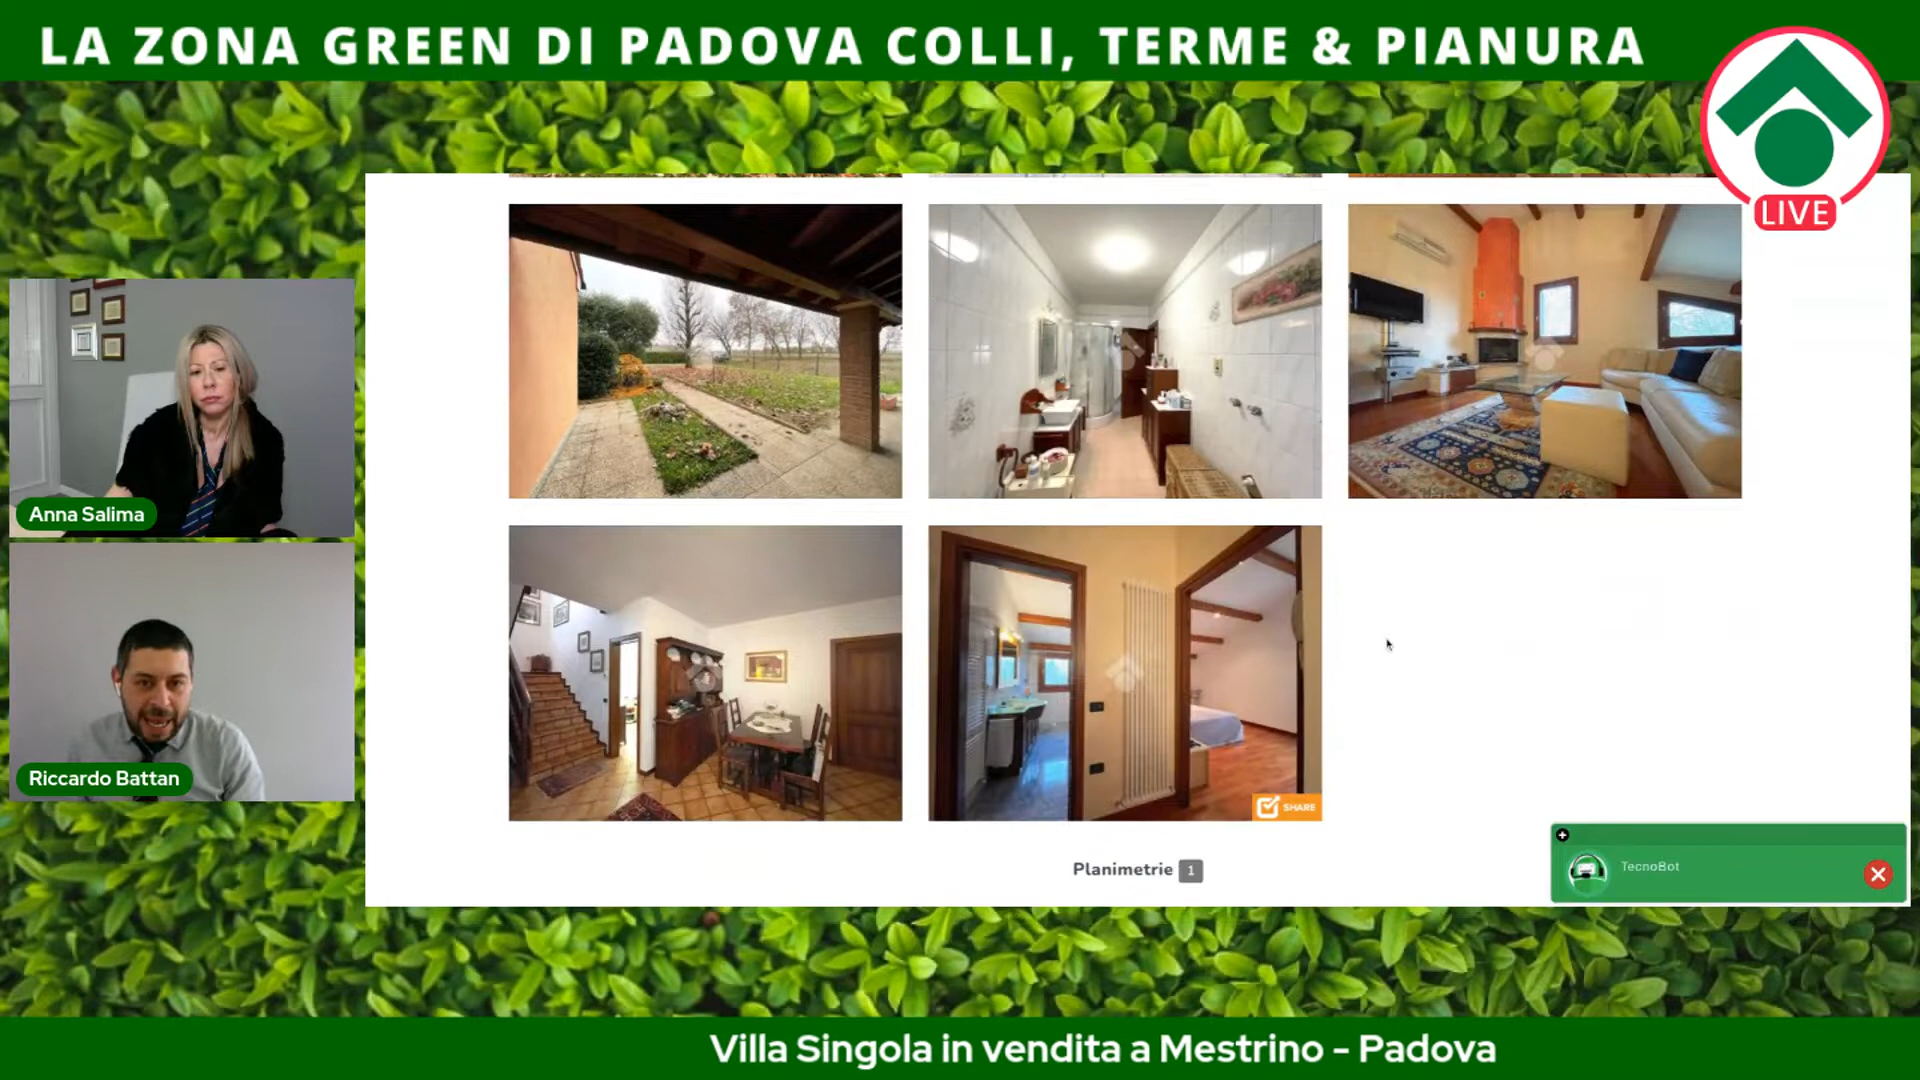 LA ZONA GREEN DI PADOVA COLLI, TERME & PIANURA
LIVE
Anna Salima
Riccardo Battan
SHARE
Planimetrie 1
TecnoBot
Villa Singola in vendita a Mestrino - Padova